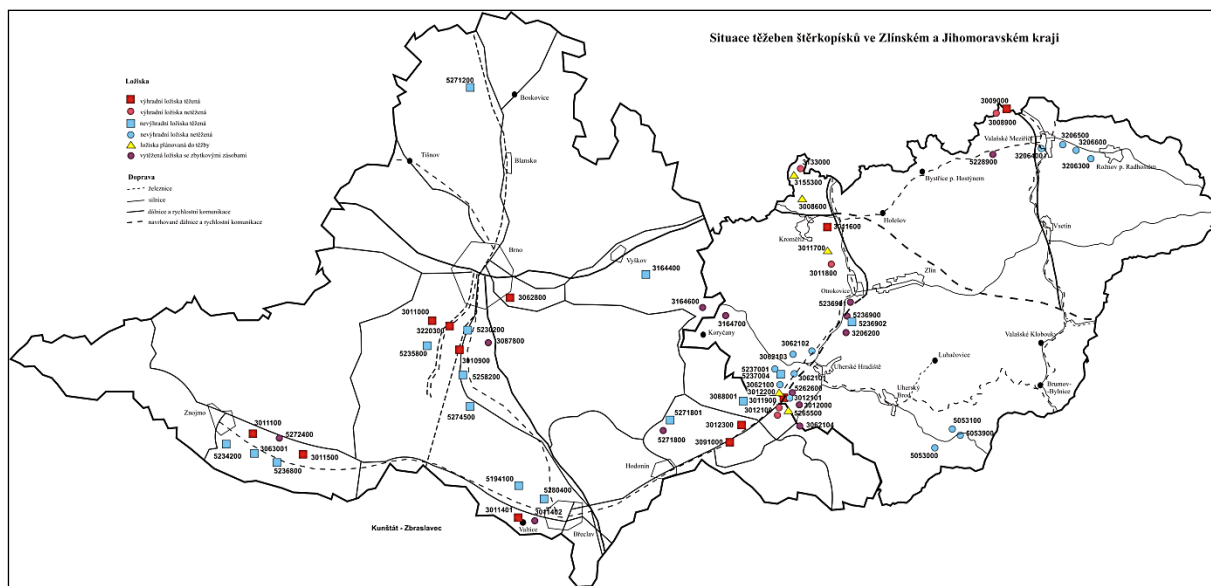 Situace těžeben štěrkopísků ve Zlínském a Jihomoravském kraji
Ložiska
výhradní ložiska těžená
výhradní ložiska netěžená
nevýhradní ložiska těžená
nevýhradní ložiska netěžená
ložiska plánovaná do těžby
vytěžená ložiska se zbytkovými zásobami
Doprava
železnice
silnice
dálnice a rychlostní komunikace
navrhované dálnice a rychlostní komunikace
5271200
Boskovice
Tišnov
Blansko
Brno
Vyškov
3164400
3062800
3011000
3220300
5230200
5235800
3087800
3010900
5258200
5274500
Znojmo
3011100
5272400
5234200
3063001
3011500
5236800
5194100
5280400
3011401
3011402
Valtice
Břeclav
Kunštát - Zbraslavec
3009000
3008900
Valašské Meziříčí
3206500
3206600
3206400
3206300
Rožnov p. Radhoštěm
5228900
Bystřice p. Hostýnem
3133000
3155300
3008600
Holešov
Kroměříž
3011600
3011700
3011800
Vsetín
Zlín
Otrokovice
5236901
5236900
5236902
3206200
3164600
3164700
Koryčany
3062102
3062103
5237001
5237004
Uherské Hradiště
3062101
3062100
5262600
3012200
3088001
3011900
3012101
3012000
3012100
5265500
3062104
5271801
5271800
3012300
3091000
Hodonín
Luhačovice
Uherský
Brod
Valašské Klobouky
Brumov-
Bylnice
5053100
5053900
5053000